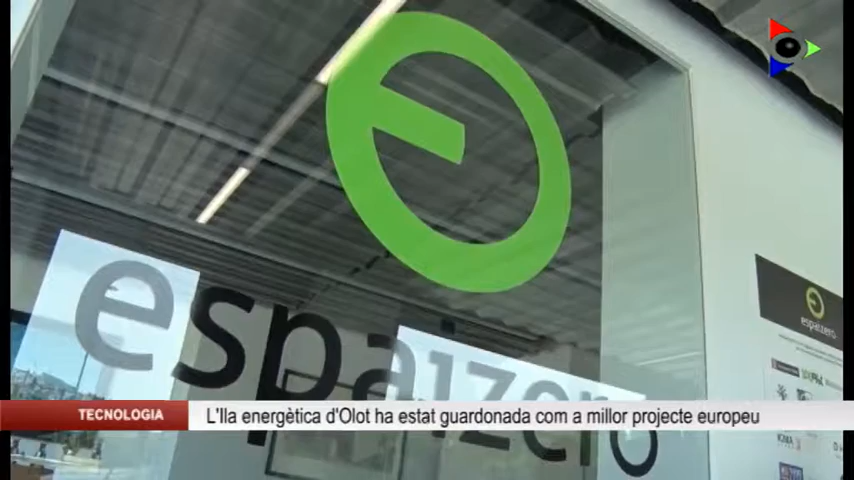 espaizero
espaizero
TECNOLOGIA
L'Ila energètica d'Olot ha estat guardonada com a millor projecte europeu